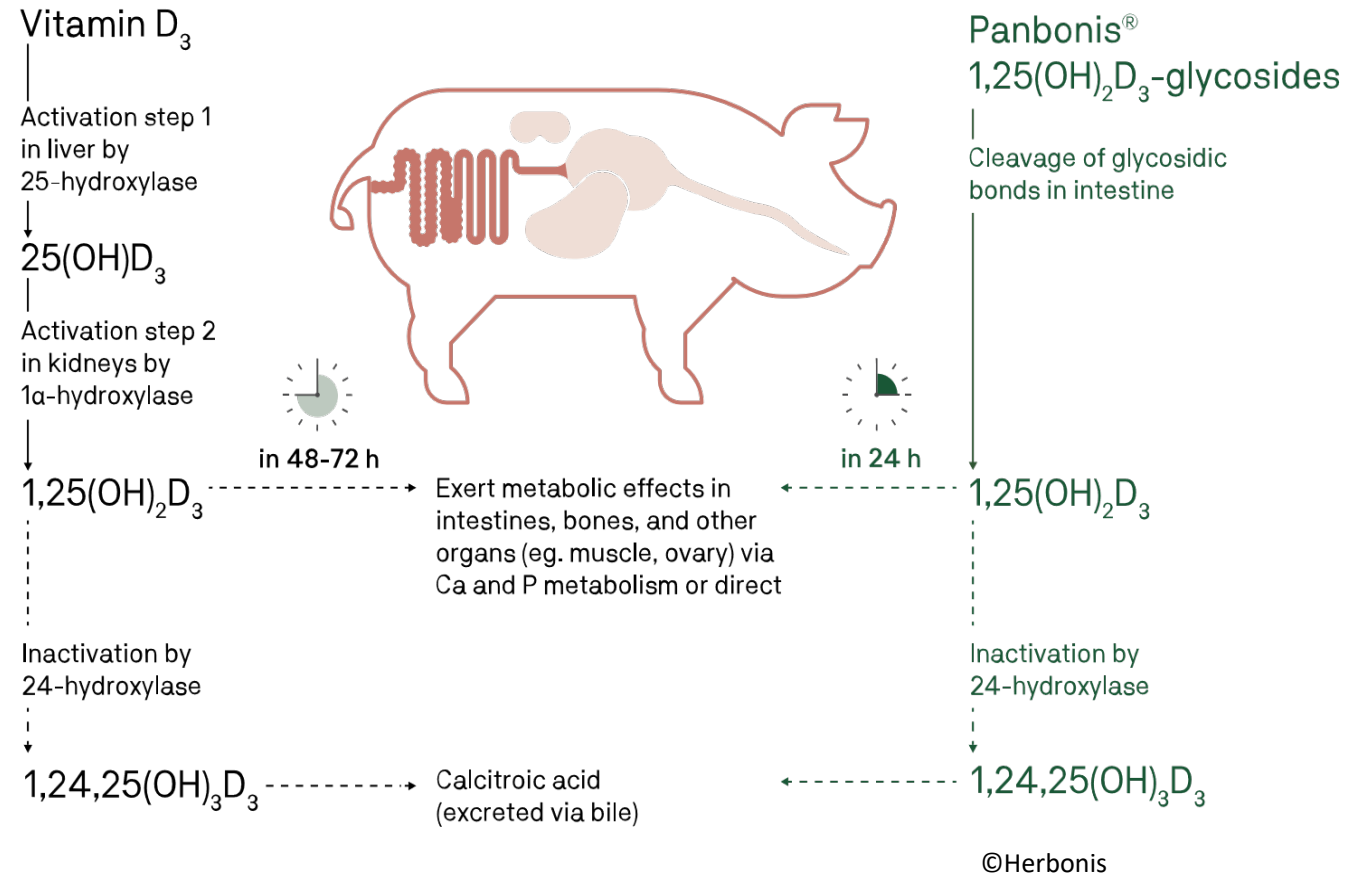 Vitamin D₃
Activation step 1
in liver by
25-hydroxylase
25(OH)D₃
Activation step 2
in kidneys by
1α-hydroxylase
1,25(OH)₂D₃
Inactivation by
24-hydroxylase
1,24,25(OH)₃D₃
in 48-72 h
Exert metabolic effects in
intestines, bones, and other
organs (eg. muscle, ovary) via
Ca and P metabolism or direct
Calcitroic acid
(excreted via bile)
in 24 h
Panbonis®
1,25(OH)₂D₃-glycosides
Cleavage of glycosidic
bonds in intestine
1,25(OH)₂D₃
Inactivation by
24-hydroxylase
1,24,25(OH)₃D₃
©Herbonis